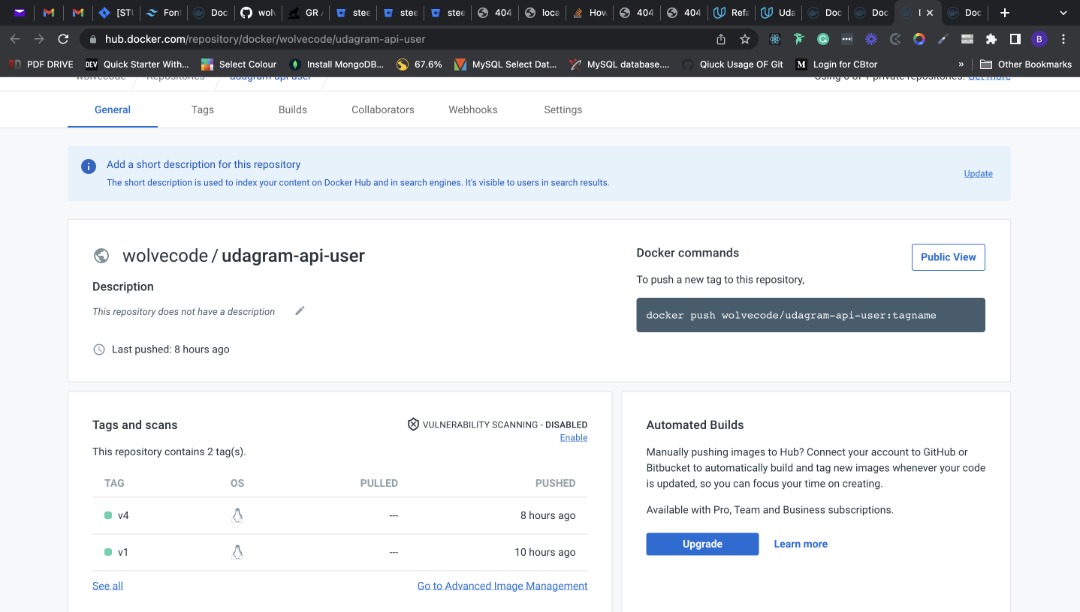 [ST
Fon
Doc
wolv
GR /
stee
stee
stee
404
loca
How
404
404
Refa
Uda
Doc
Doc
Doc
hub.docker.com/repository/docker/wolvecode/udagram-api-user
B
PDF DRIVE
DEV Quick Starter With...
Select Colour
Install MongoDB...
67.6%
MySQL Select Dat...
MySQL database....
Qiuck Usage OF Git
M Login for CBtor
»
Other Bookmarks
wolvecode
Repositories
udagram-api-user
Using 0 of 1 private repositories. Get more
General
Tags
Builds
Collaborators
Webhooks
Settings
Add a short description for this repository
The short description is used to index your content on Docker Hub and in search engines. It's visible to users in search results.
Update
wolvecode / udagram-api-user
Description
This repository does not have a description
Last pushed: 8 hours ago
Docker commands
Public View
To push a new tag to this repository,
docker push wolvecode/udagram-api-user:tagname
Tags and scans
VULNERABILITY SCANNING - DISABLED
Enable
This repository contains 2 tag(s).
TAG OS PULLED PUSHED
v4 --- 8 hours ago
v1 --- 10 hours ago
See all
Go to Advanced Image Management
Automated Builds
Manually pushing images to Hub? Connect your account to GitHub or
Bitbucket to automatically build and tag new images whenever your code
is updated, so you can focus your time on creating.
Available with Pro, Team and Business subscriptions.
Upgrade
Learn more